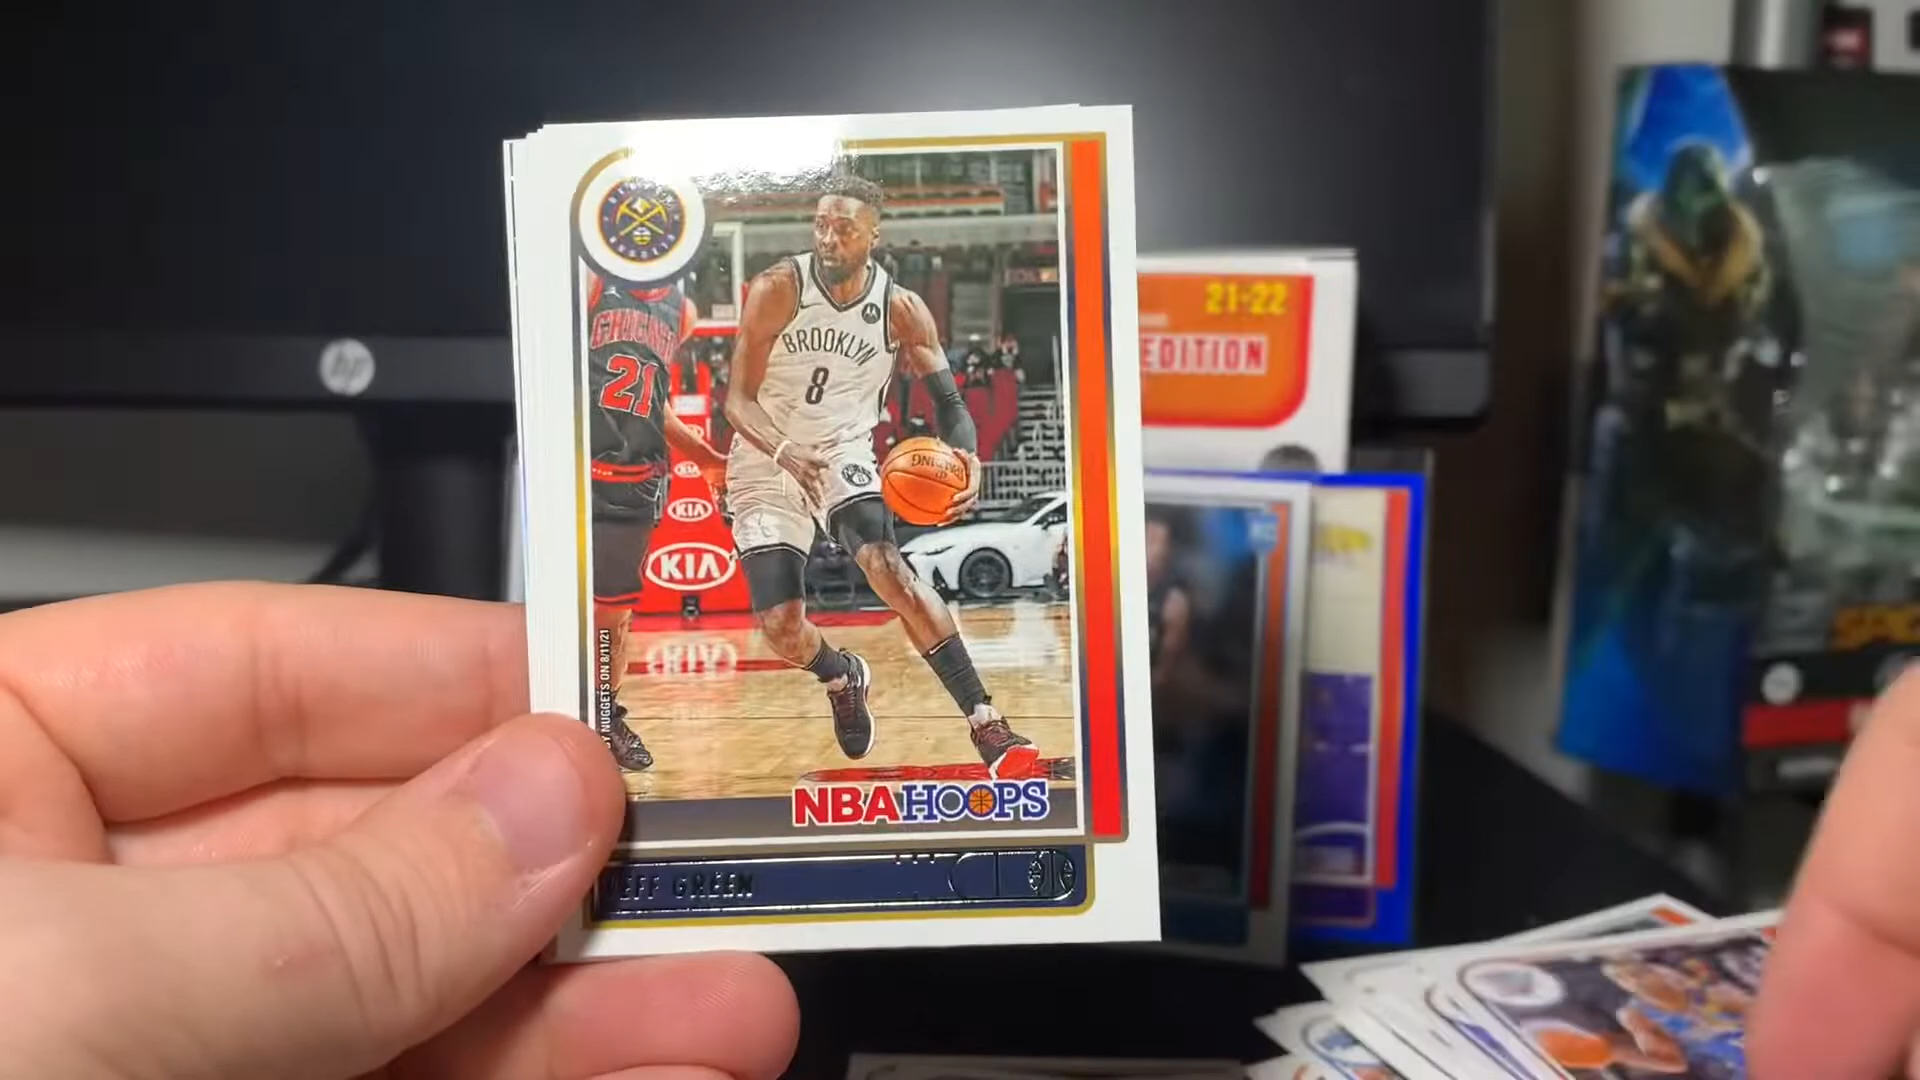 21-22
EDITION
hp
CHICAGO
21
BROOKLYN
8
SPALDING
KIA
KIA
KIA
Y NUGGETS ON 8/11/21
NBA HOOPS
JEFF GREEN